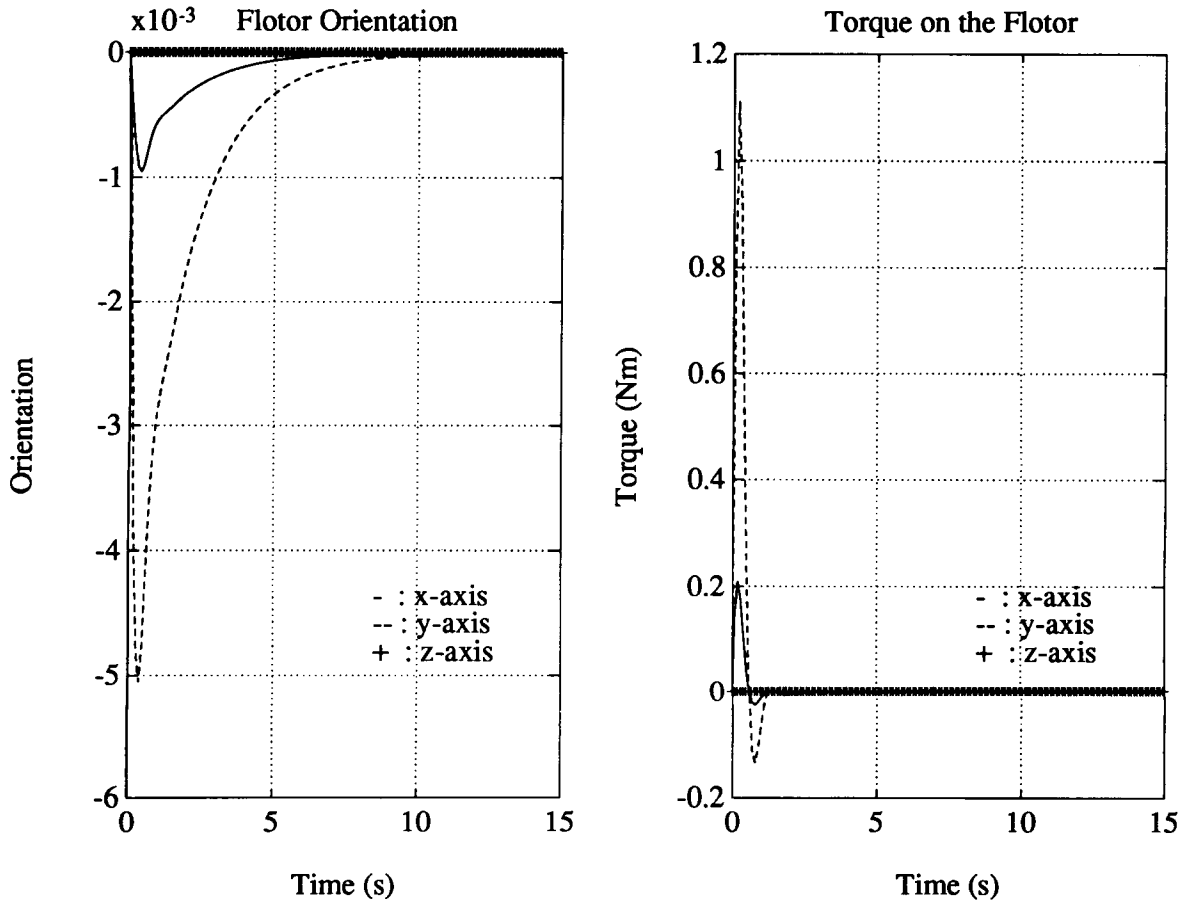 x10-3 Flotor Orientation
0
-1
-2
-3
-4
-5
-6
0 5 10 15
Orientation
Time (s)
- : x-axis
-- : y-axis
+ : z-axis
Torque on the Flotor
1.2
1
0.8
0.6
0.4
0.2
0
-0.2
0 5 10 15
Torque (Nm)
Time (s)
- : x-axis
-- : y-axis
+ : z-axis